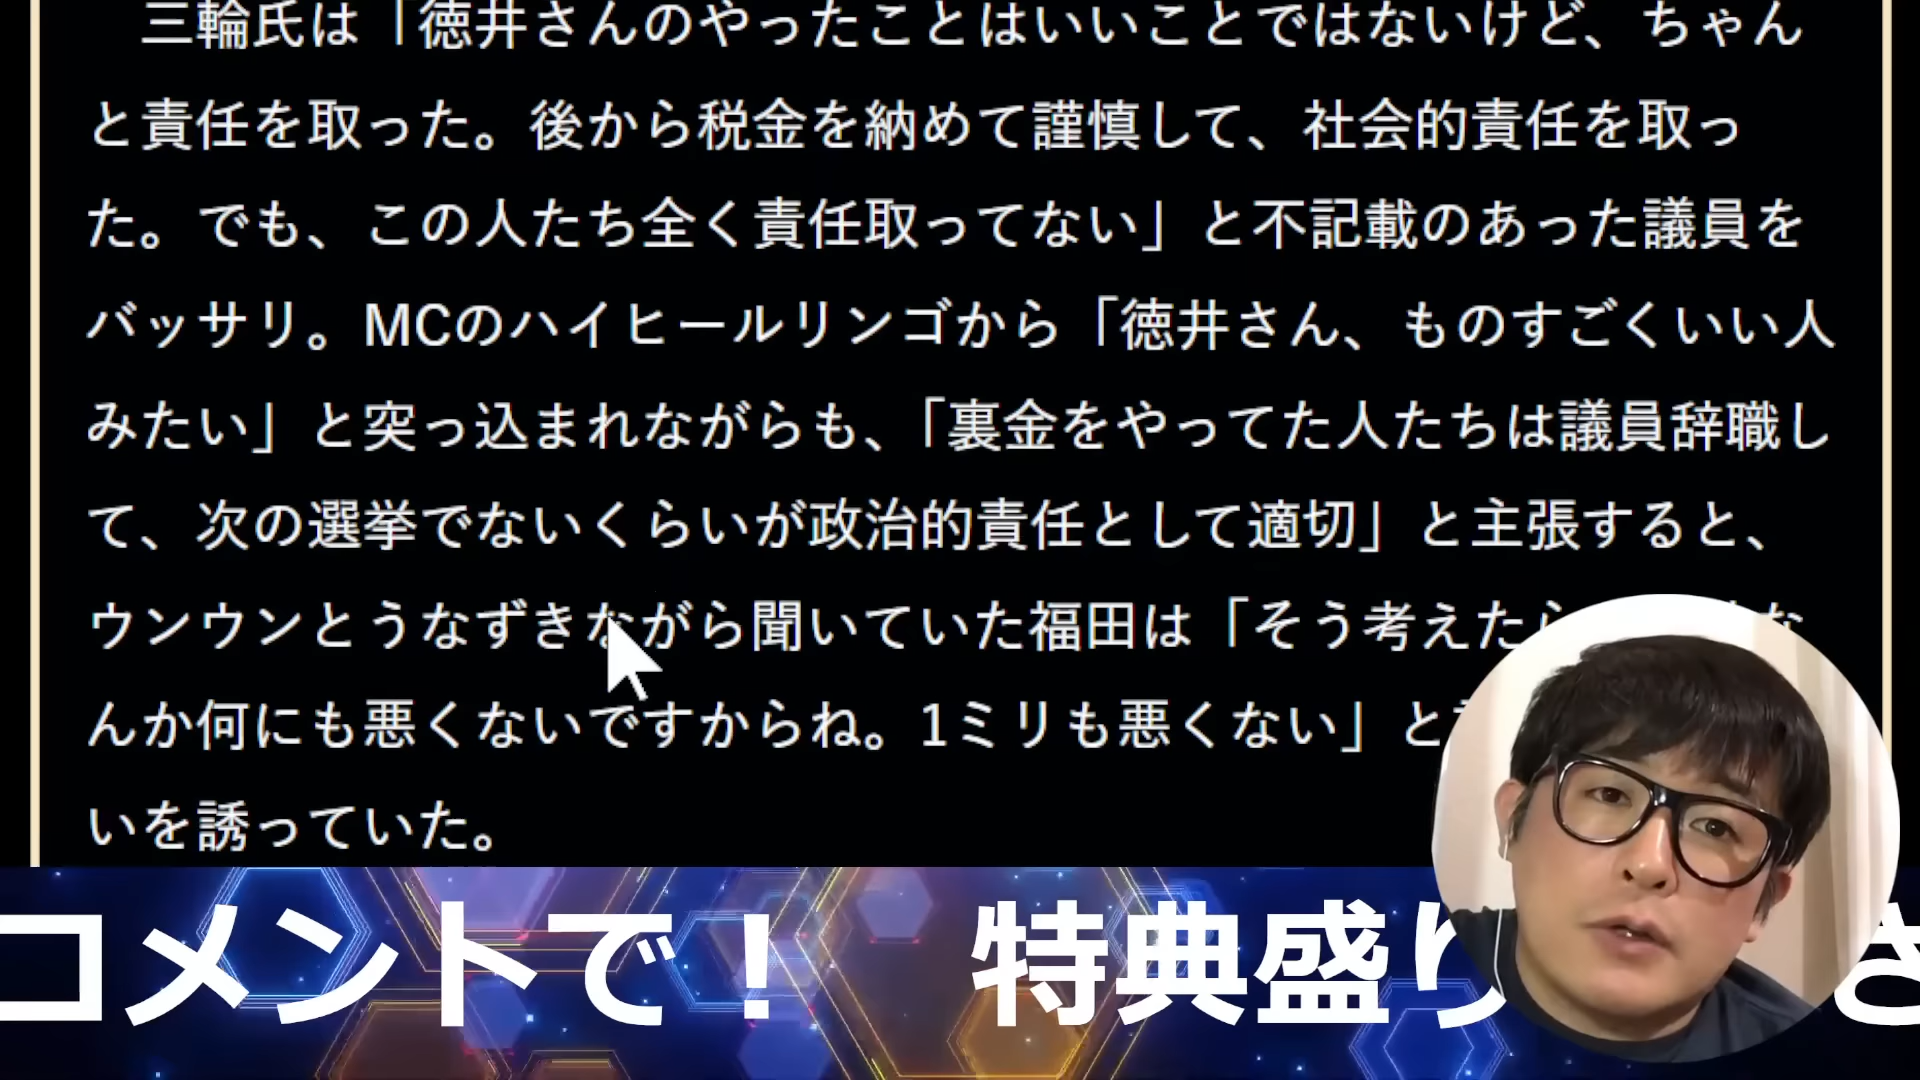 三輪氏は「徳井さんのやったことはいいことではないけど、ちゃん
と責任を取った。後から税金を納めて謹慎して、社会的責任を取っ
た。でも、この人たち全く責任取ってない」と不記載のあった議員を
バッサリ。MCのハイヒールリンゴから「徳井さん、ものすごくいい人
みたい」と突っ込まれながらも、「裏金をやってた人たちは議員辞職し
て、次の選挙でないくらいが政治的責任として適切」と主張すると、
ウンウンとうなずきながら聞いていた福田は「そう考えたら
んか何にも悪くないですからね。1ミリも悪くない」と
いを誘っていた。
コメントで！ 特典盛り